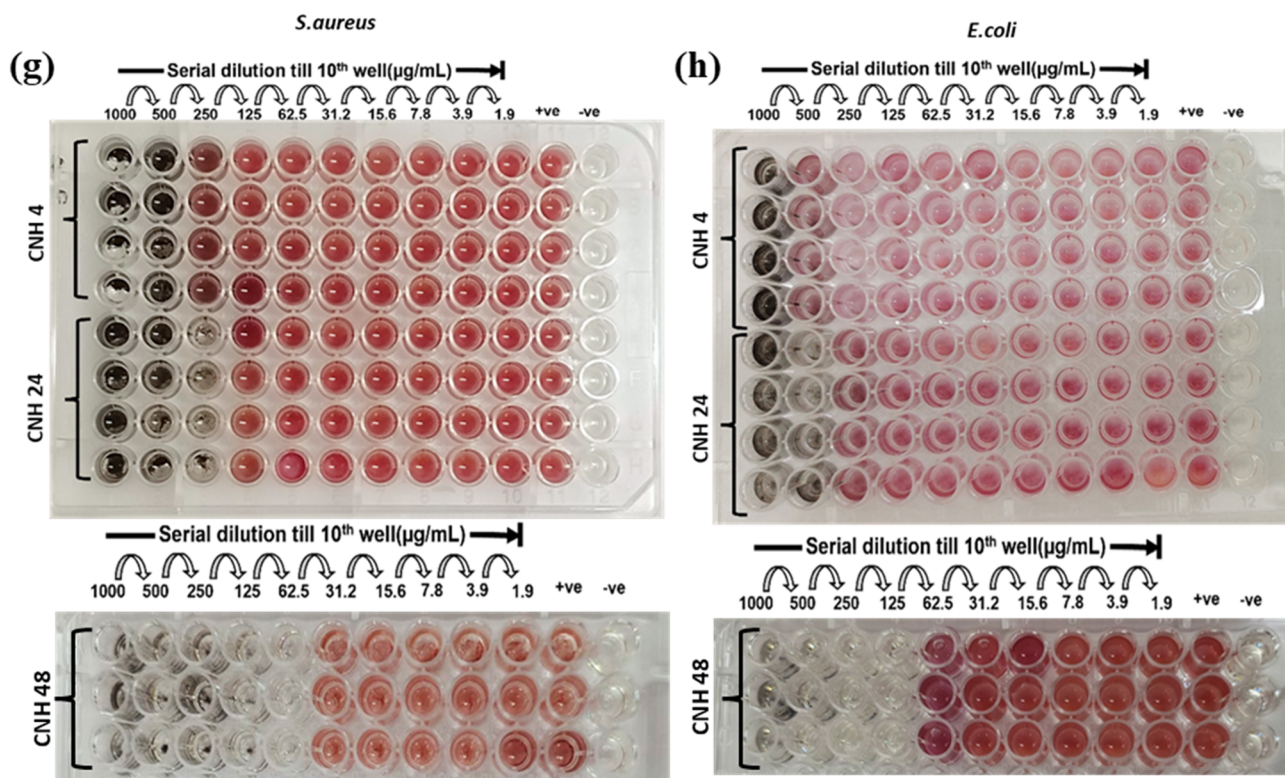 S.aureus
(g)
Serial dilution till 10th well(µg/mL)
1000 500 250 125 62.5 31.2 15.6 7.8 3.9 1.9 +ve -ve
CNH 4
CNH 24
Serial dilution till 10th well(µg/mL)
1000 500 250 125 62.5 31.2 15.6 7.8 3.9 1.9 +ve -ve
CNH 48
E.coli
(h)
Serial dilution till 10th well(µg/mL)
1000 500 250 125 62.5 31.2 15.6 7.8 3.9 1.9 +ve -ve
CNH 4
CNH 24
Serial dilution till 10th well(µg/mL)
1000 500 250 125 62.5 31.2 15.6 7.8 3.9 1.9 +ve -ve
CNH 48